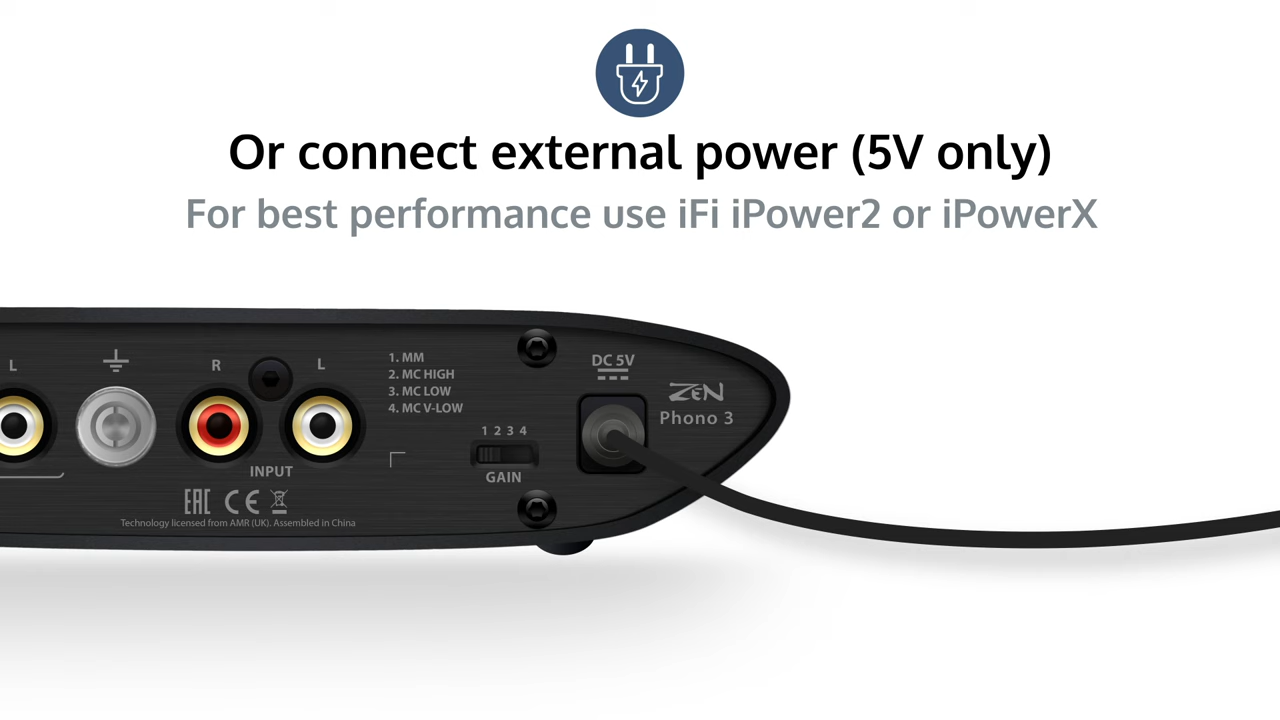 Or connect external power (5V only)
For best performance use iFi iPower2 or iPowerX
L
R
L
INPUT
EAC CE
Technology licensed from AMR (UK). Assembled in China
1. MM
2. MC HIGH
3. MC LOW
4. MC V-LOW
1 2 3 4
GAIN
DC 5V
ZEN
Phono 3